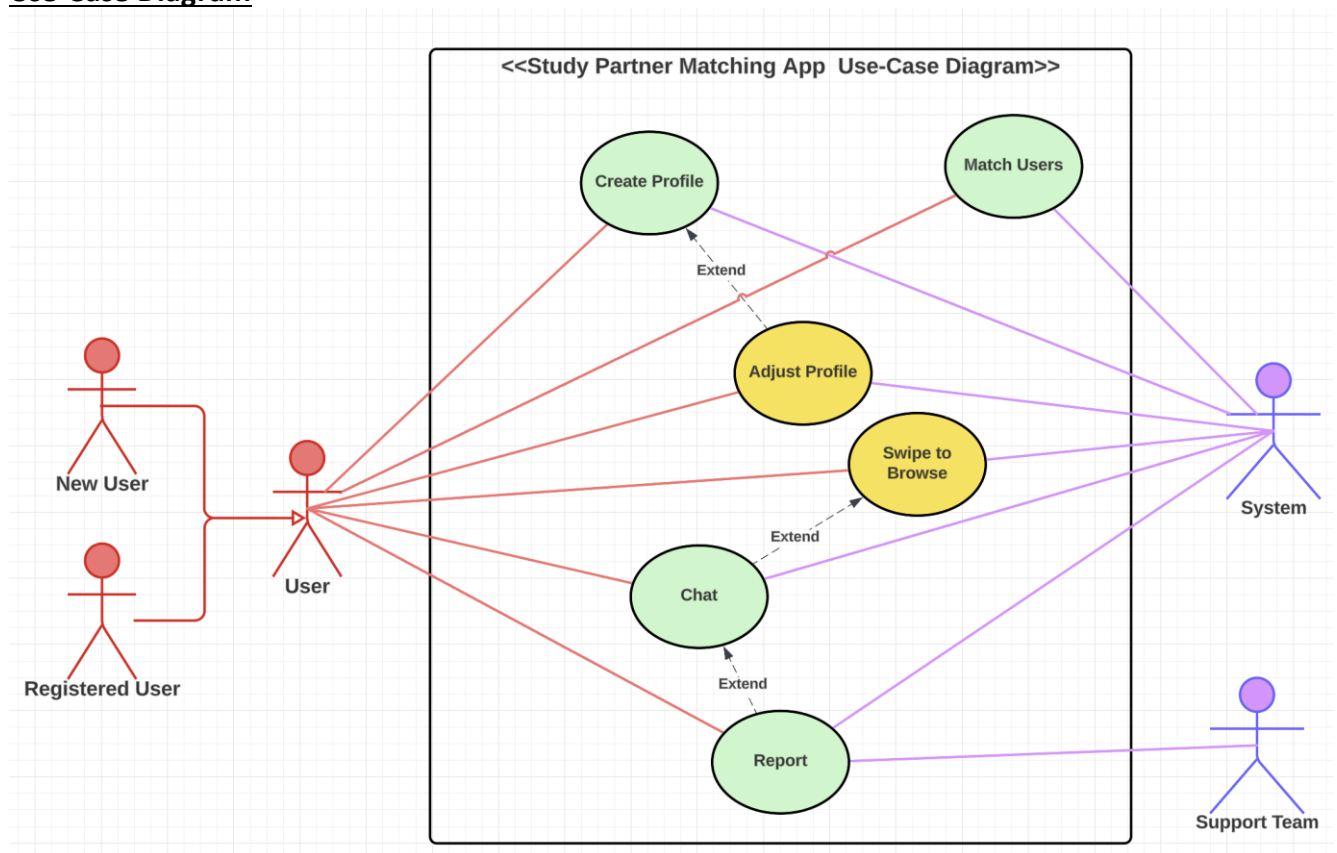 Use-Case Diagram
<<Study Partner Matching App Use-Case Diagram>>
Create Profile
Match Users
Extend
Adjust Profile
Swipe to
Browse
New User
System
Extend
User
Chat
Registered User
Extend
Report
Support Team